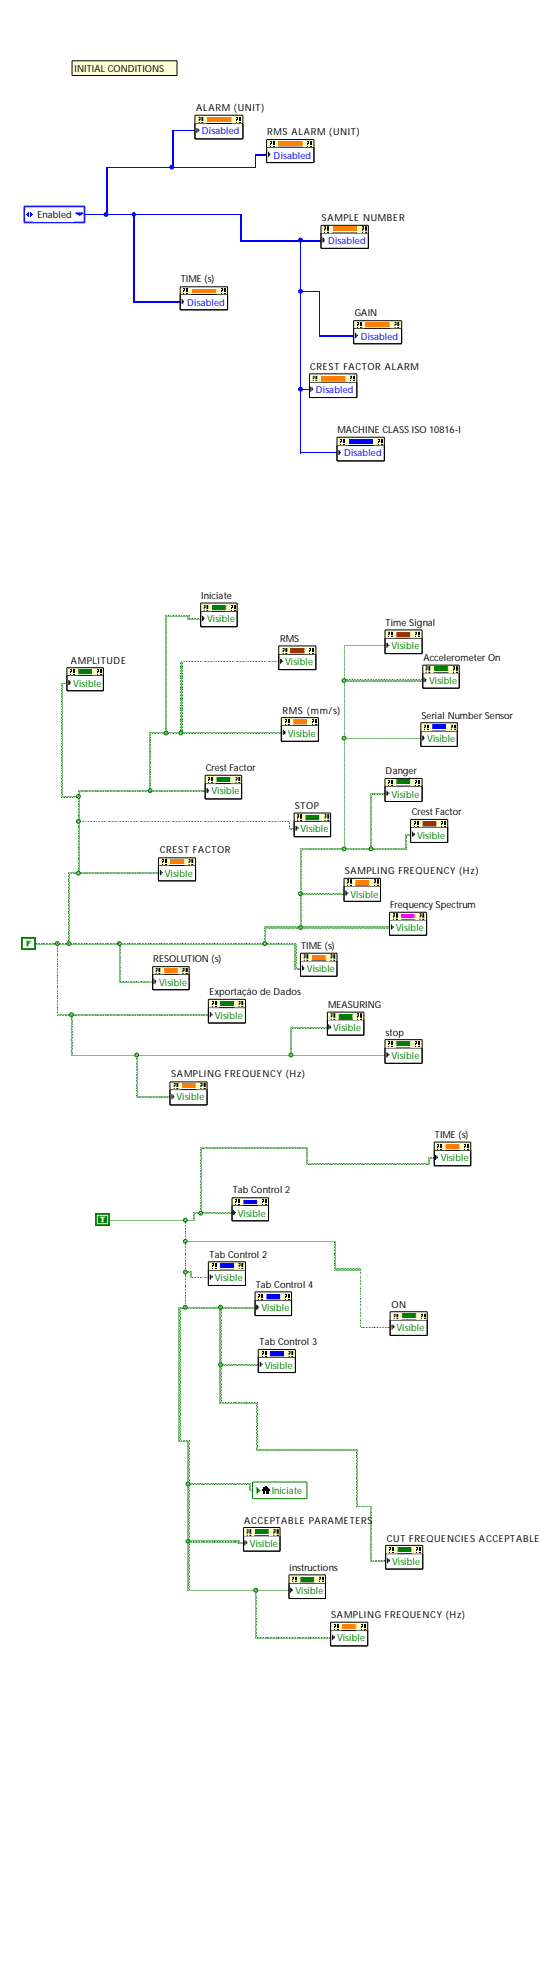 INITIAL CONDITIONS
ALARM (UNIT)
Disabled
RMS ALARM (UNIT)
Disabled
Enabled
SAMPLE NUMBER
Disabled
TIME (s)
Disabled
GAIN
Disabled
CREST FACTOR ALARM
Disabled
MACHINE CLASS ISO 10816-I
Disabled
Iniciate
Visible
Time Signal
Visible
RMS
Visible
Accelerometer On
Visible
AMPLITUDE
Visible
RMS (mm/s)
Visible
Serial Number Sensor
Visible
Crest Factor
Visible
Danger
Visible
STOP
Visible
Crest Factor
Visible
CREST FACTOR
Visible
SAMPLING FREQUENCY (Hz)
Visible
Frequency Spectrum
Visible
F
TIME (s)
Visible
RESOLUTION (s)
Visible
Exportação de Dados
Visible
MEASURING
Visible
stop
Visible
SAMPLING FREQUENCY (Hz)
Visible
TIME (s)
Visible
Tab Control 2
Visible
T
Tab Control 2
Visible
Tab Control 4
Visible
ON
Visible
Tab Control 3
Visible
Iniciate
ACCEPTABLE PARAMETERS
Visible
CUT FREQUENCIES ACCEPTABLE
Visible
instructions
Visible
SAMPLING FREQUENCY (Hz)
Visible